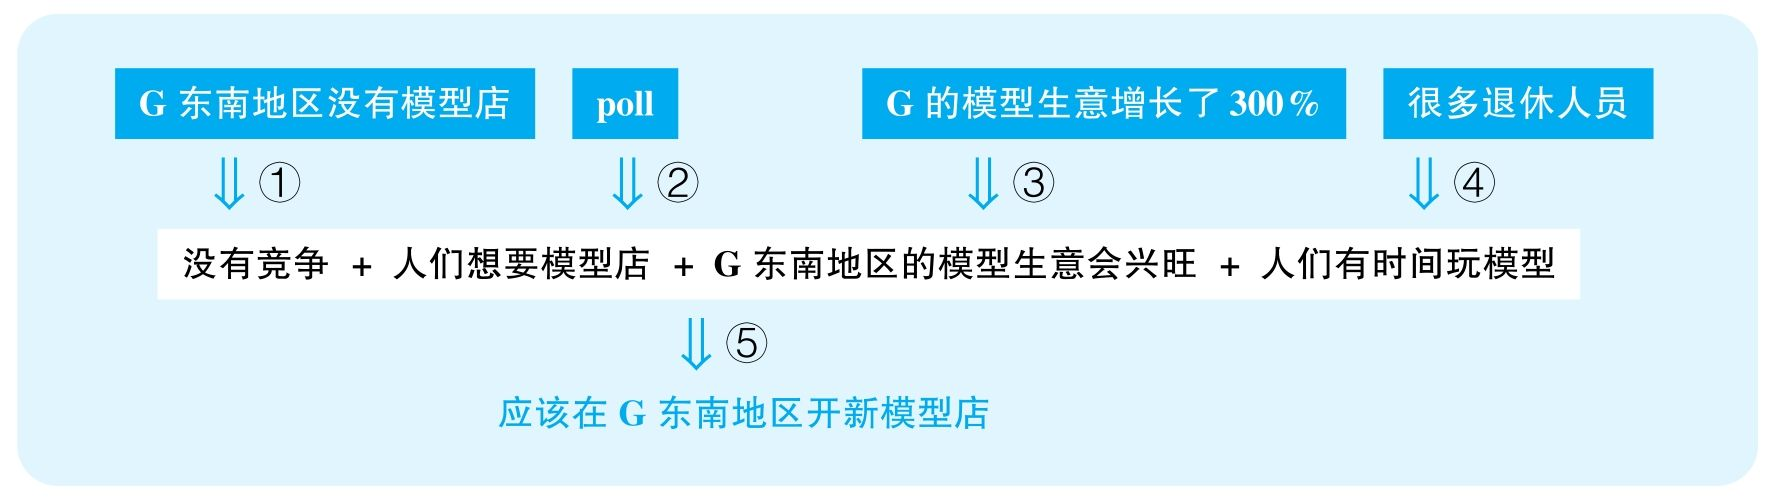 G 东南地区没有模型店 poll G 的模型生意增长了 300% 很多退休人员
① ② ③ ④
没有竞争 + 人们想要模型店 + G 东南地区的模型生意会兴旺 + 人们有时间玩模型
⑤
应该在 G 东南地区开新模型店